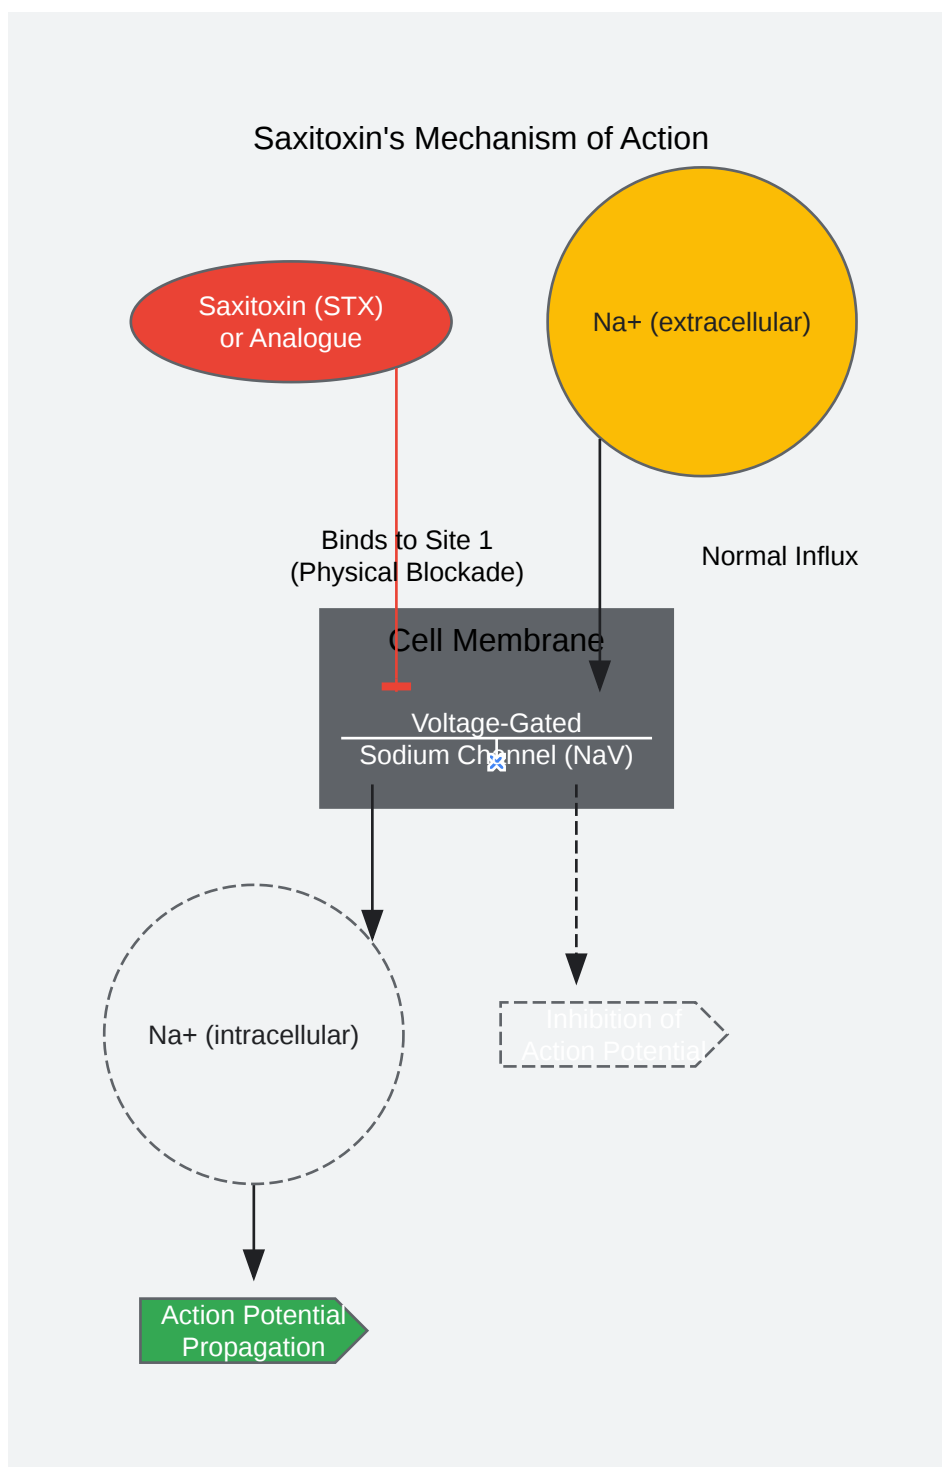 Saxitoxin's Mechanism of Action
Saxitoxin (STX)
or Analogue
Na+ (extracellular)
Binds to Site 1
(Physical Blockade)
Normal Influx
Cell Membrane
Voltage-Gated
Sodium Channel (NaV)
Na+ (intracellular)
Inhibition of
Action Potential
Action Potential
Propagation